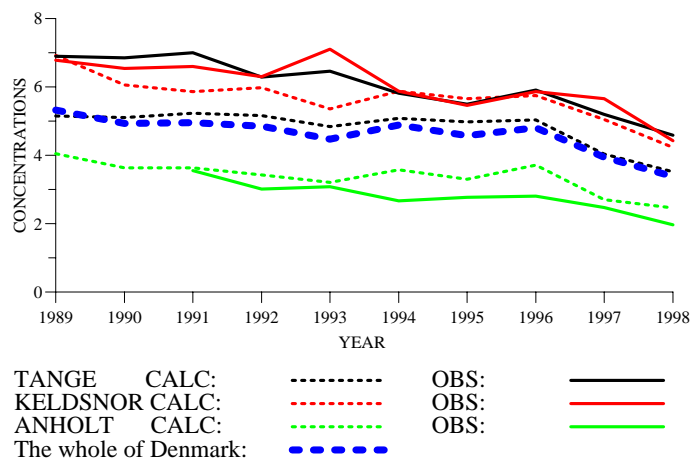 8
6
4
2
0
CONCENTRATIONS
1989 1990 1991 1992 1993 1994 1995 1996 1997 1998
YEAR
TANGE CALC: OBS:
KELDSNOR CALC: OBS:
ANHOLT CALC: OBS:
The whole of Denmark: